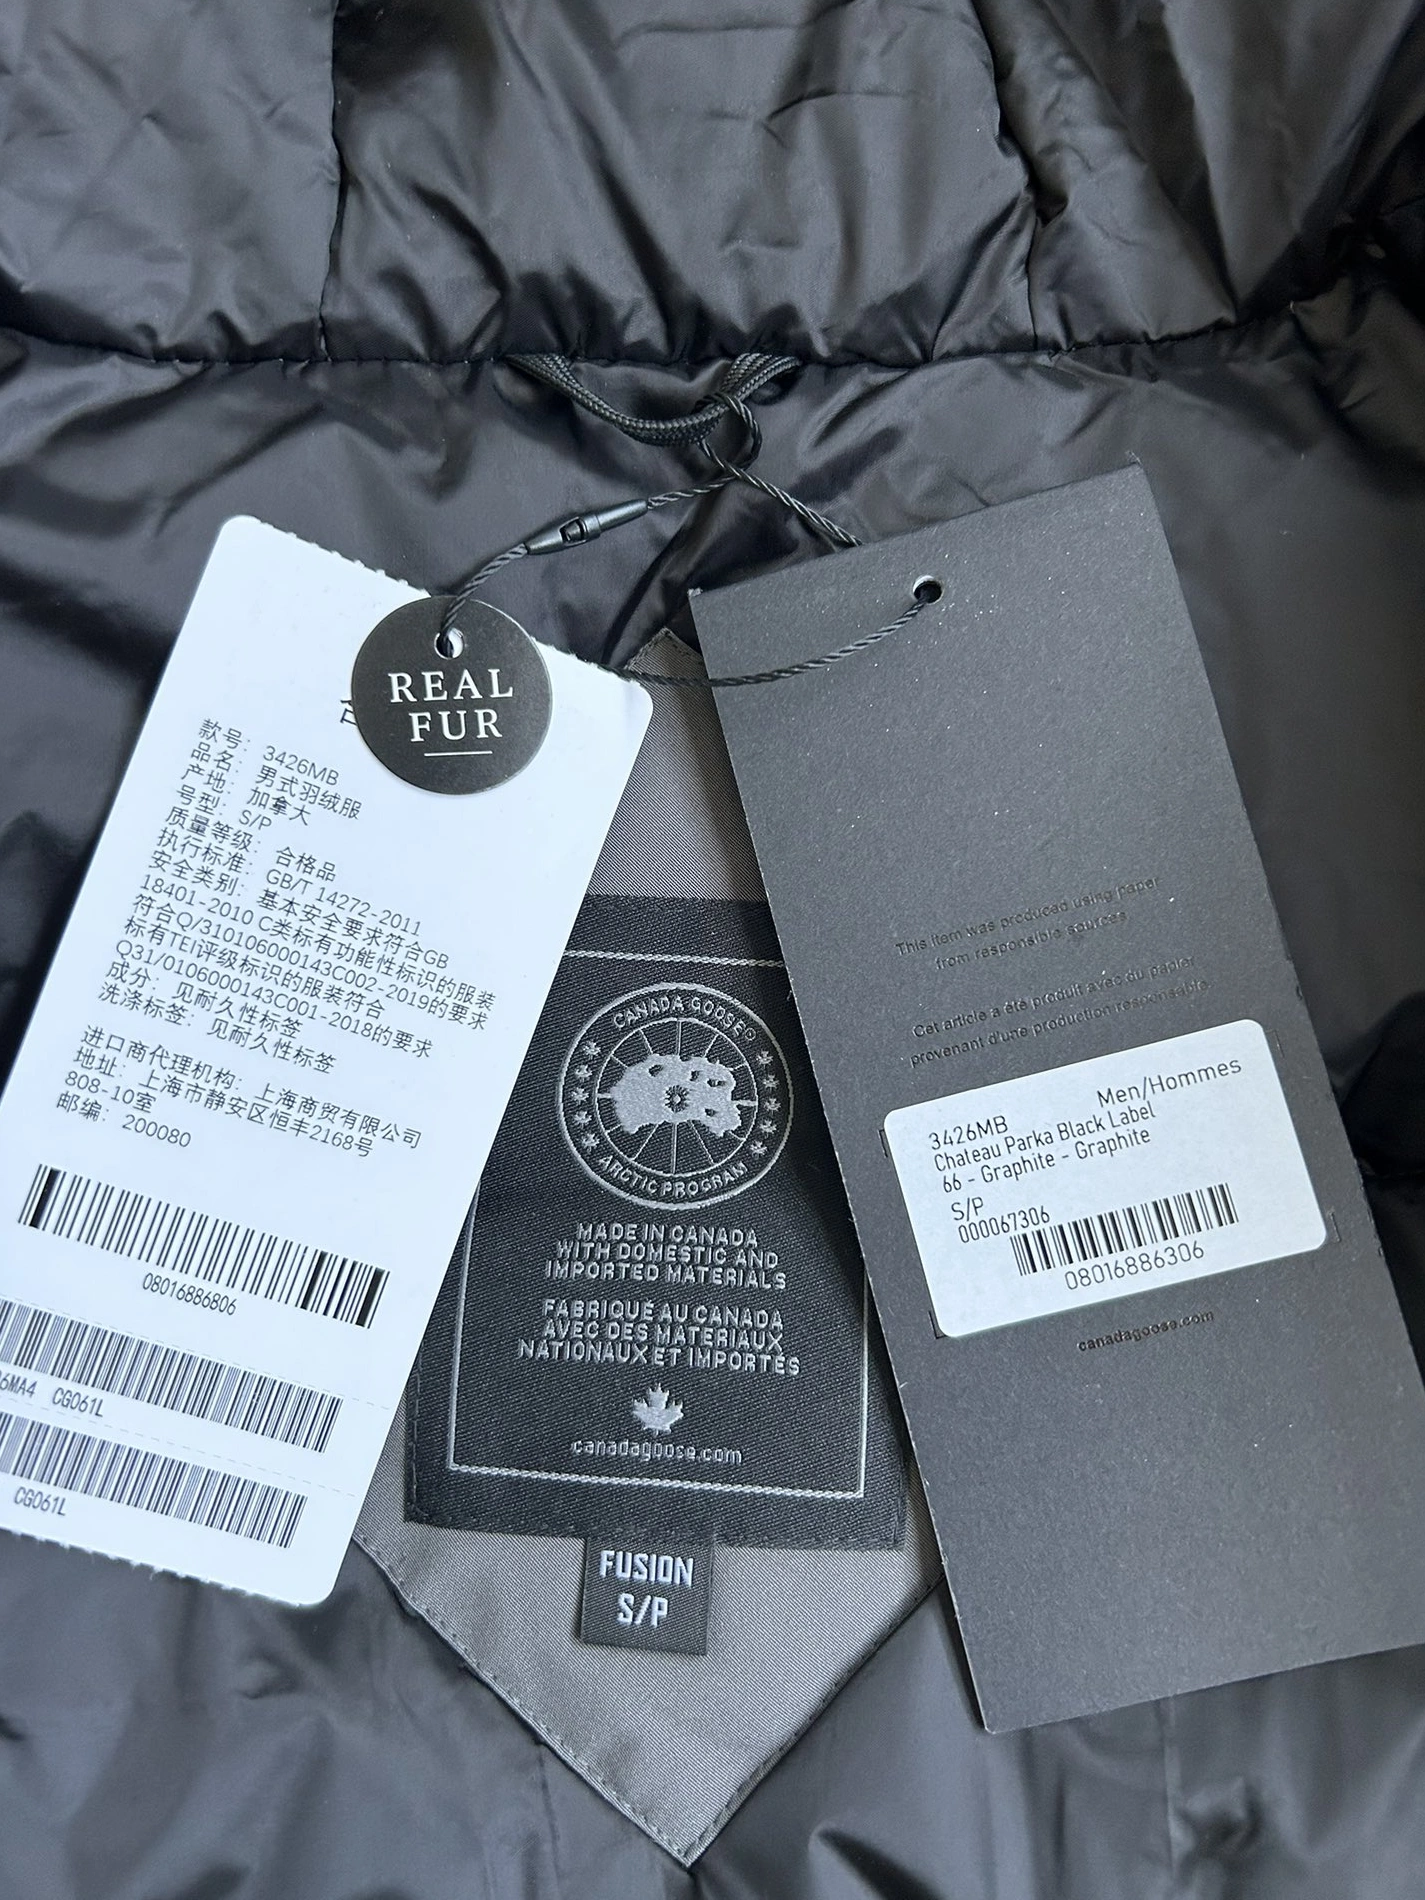 REAL
FUR
款号: 3426MB
品名: 男式羽绒服
产地: 加拿大
号型: S/P
质量等级: 合格品
执行标准: GB/T 14272-2011
安全类别: 基本安全要求符合GB
18401-2010 C类标有功能性标识的服装
符合Q/310106000143C002-2019的要求
标有TEI评级标识的服装符合
Q31/0106000143C001-2018的要求
成分: 见耐久性标签
洗涤标签: 见耐久性标签
进口商代理机构: 上海商贸有限公司
地址: 上海市静安区恒丰2168号
808-10室
邮编: 200080
08016886806
6MA4 CG061L
CG061L
CANADA GOOSE®
ARCTIC PROGRAM
MADE IN CANADA
WITH DOMESTIC AND
IMPORTED MATERIALS
FABRIQUÉ AU CANADA
AVEC DES MATERIAUX
NATIONAUX ET IMPORTÉS
canadagoose.com
FUSION
S/P
This item was produced using paper
from responsible sources
Cet article a été produit avec du papier
provenant d'une production responsable.
Men/Hommes
3426MB
Chateau Parka Black Label
66 - Graphite - Graphite
S/P
000067306
08016886306
canadagoose.com